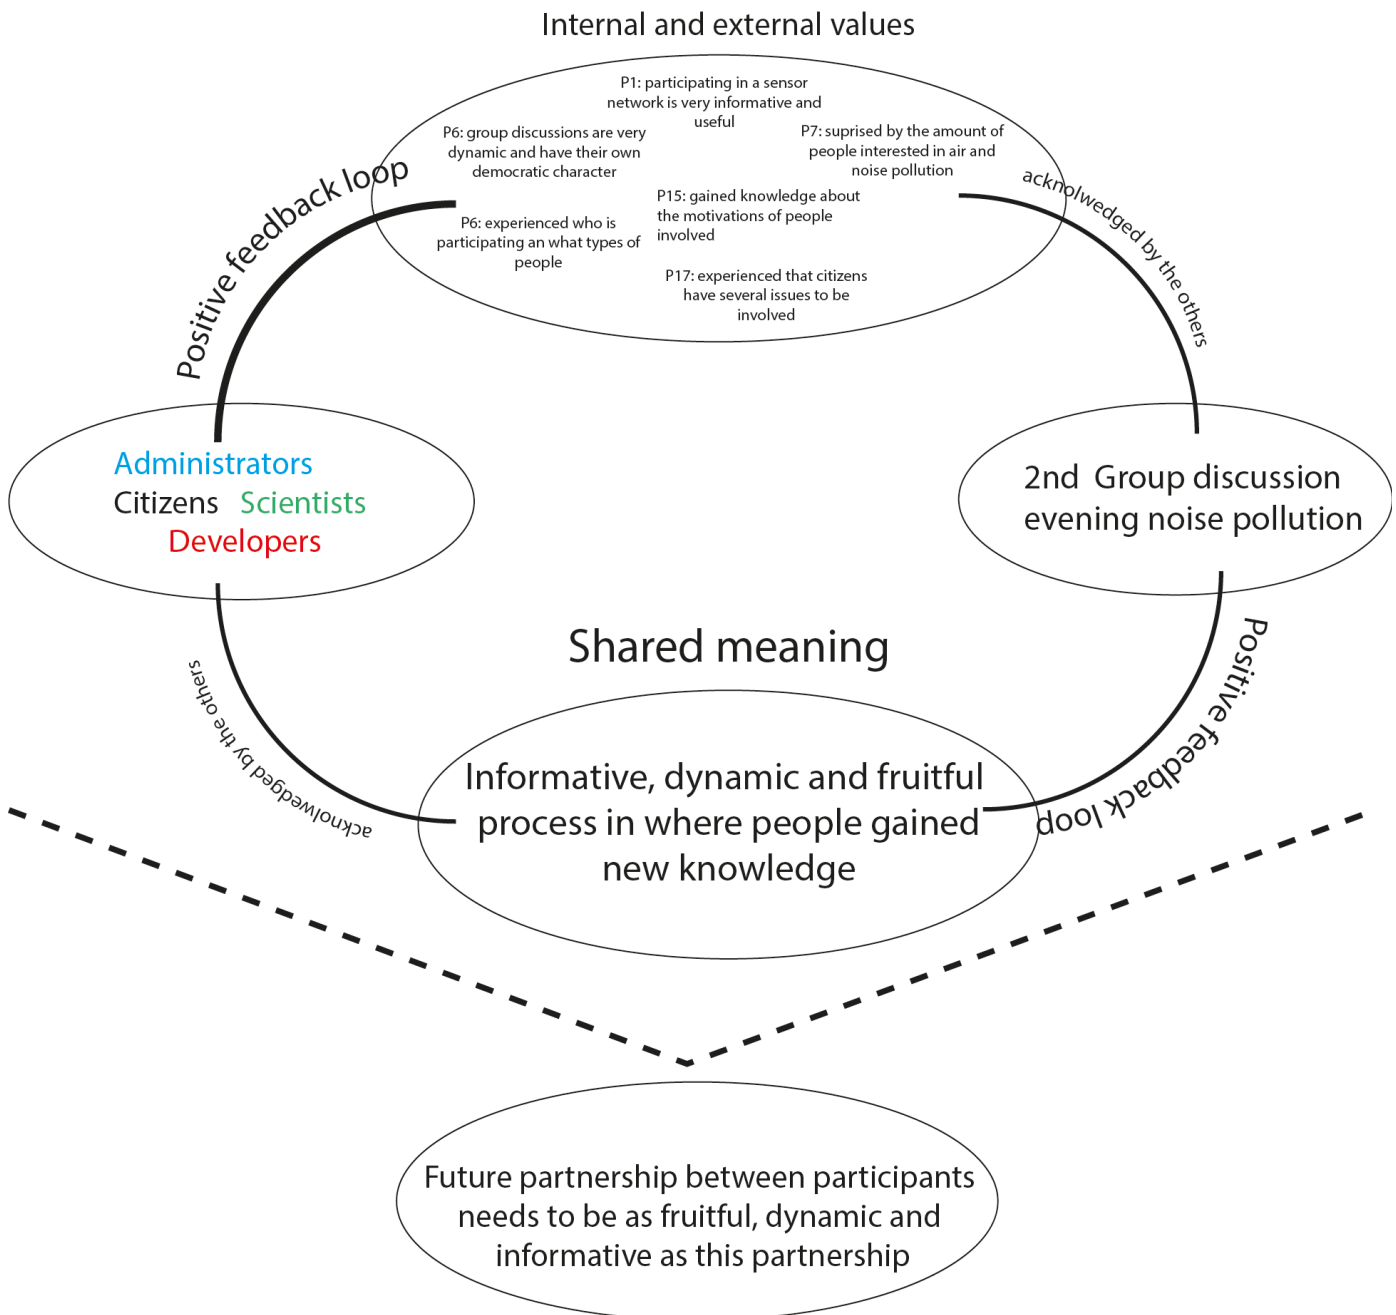 Internal and external values
P1: participating in a sensor
network is very informative and
useful
P6: group discussions are very
dynamic and have their own
democratic character
P7: suprised by the amount of
people interested in air and
noise pollution
P15: gained knowledge about
the motivations of people
involved
P6: experienced who is
participating an what types of
people
P17: experienced that citizens
have several issues to be
involved
Positive feedback loop
acknolwedged by the others
Administrators
Citizens Scientists
Developers
2nd Group discussion
evening noise pollution
Shared meaning
acknolwedged by the others
Positive feedback loop
Informative, dynamic and fruitful
process in where people gained
new knowledge
Future partnership between participants
needs to be as fruitful, dynamic and
informative as this partnership